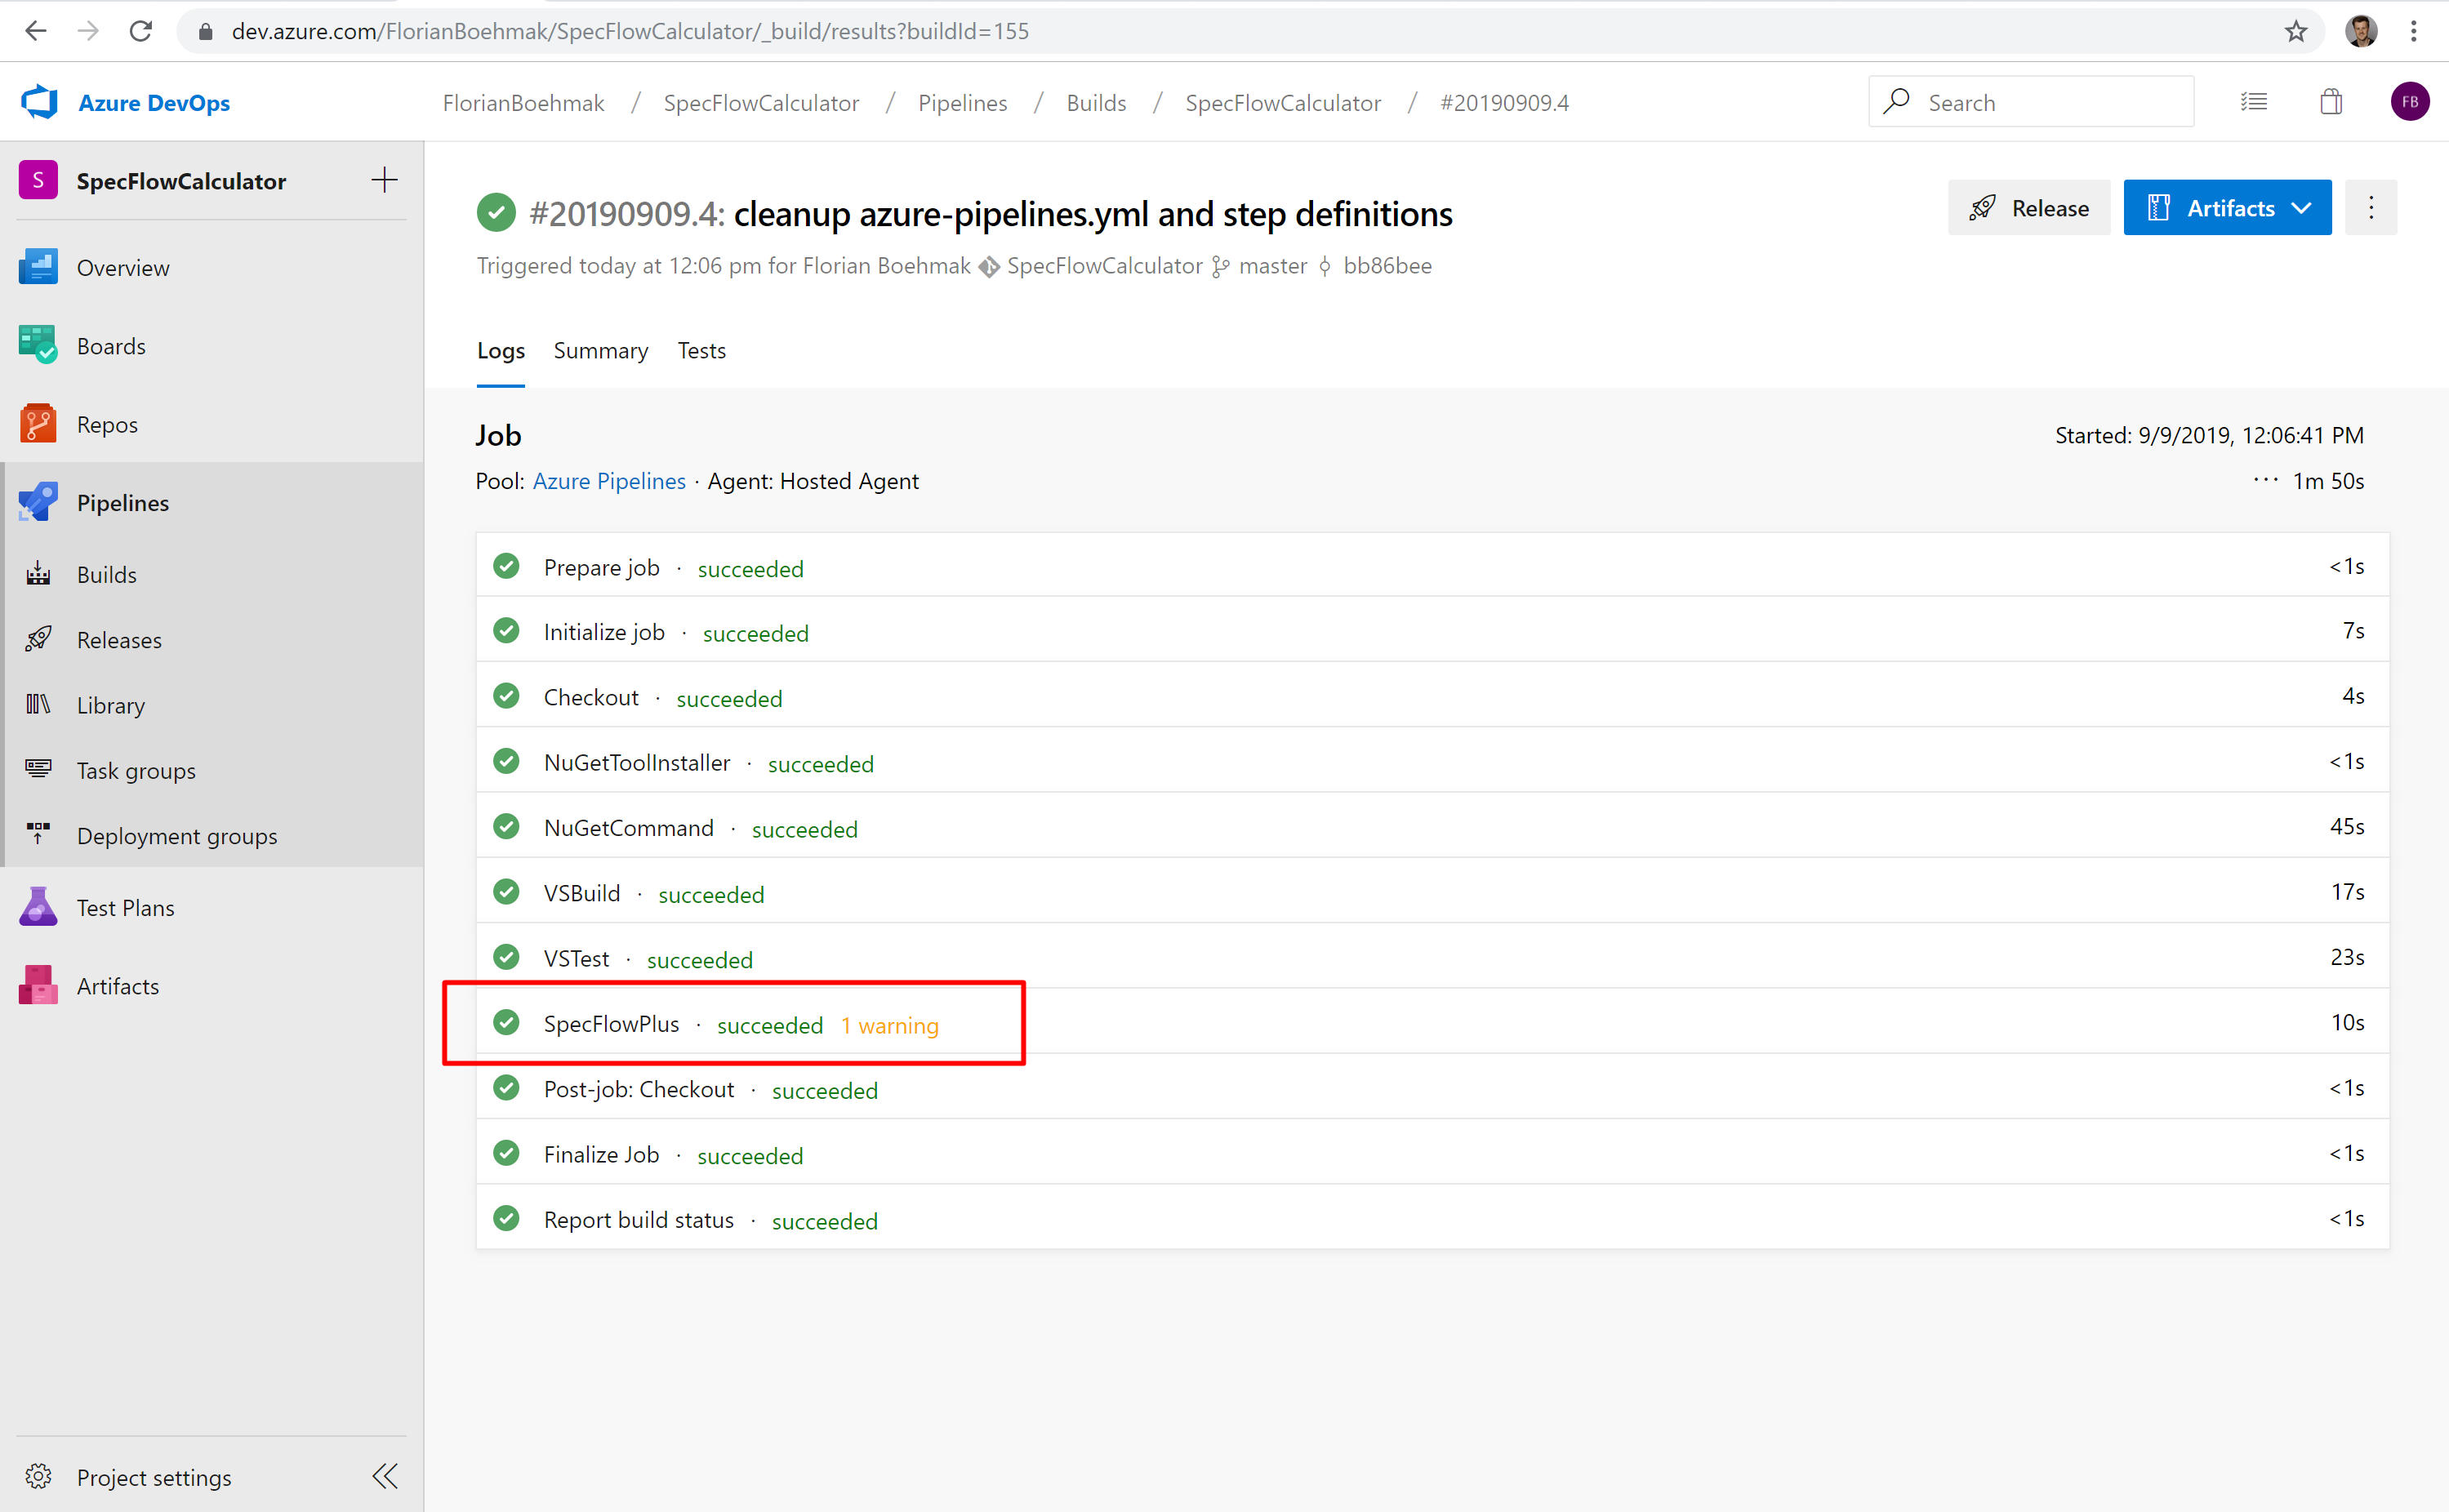 dev.azure.com/FlorianBoehmak/SpecFlowCalculator/_build/results?buildId=155
Azure DevOps
FlorianBoehmak / SpecFlowCalculator / Pipelines / Builds / SpecFlowCalculator / #20190909.4
Search
FB
S SpecFlowCalculator
Overview
Boards
Repos
Pipelines
Builds
Releases
Library
Task groups
Deployment groups
Test Plans
Artifacts
Project settings
#20190909.4: cleanup azure-pipelines.yml and step definitions
Release
Artifacts
Triggered today at 12:06 pm for Florian Boehmak SpecFlowCalculator master bb86bee
Logs Summary Tests
Job
Started: 9/9/2019, 12:06:41 PM
Pool: Azure Pipelines · Agent: Hosted Agent
··· 1m 50s
Prepare job · succeeded <1s
Initialize job · succeeded 7s
Checkout · succeeded 4s
NuGetToolInstaller · succeeded <1s
NuGetCommand · succeeded 45s
VSBuild · succeeded 17s
VSTest · succeeded 23s
SpecFlowPlus · succeeded 1 warning 10s
Post-job: Checkout · succeeded <1s
Finalize Job · succeeded <1s
Report build status · succeeded <1s